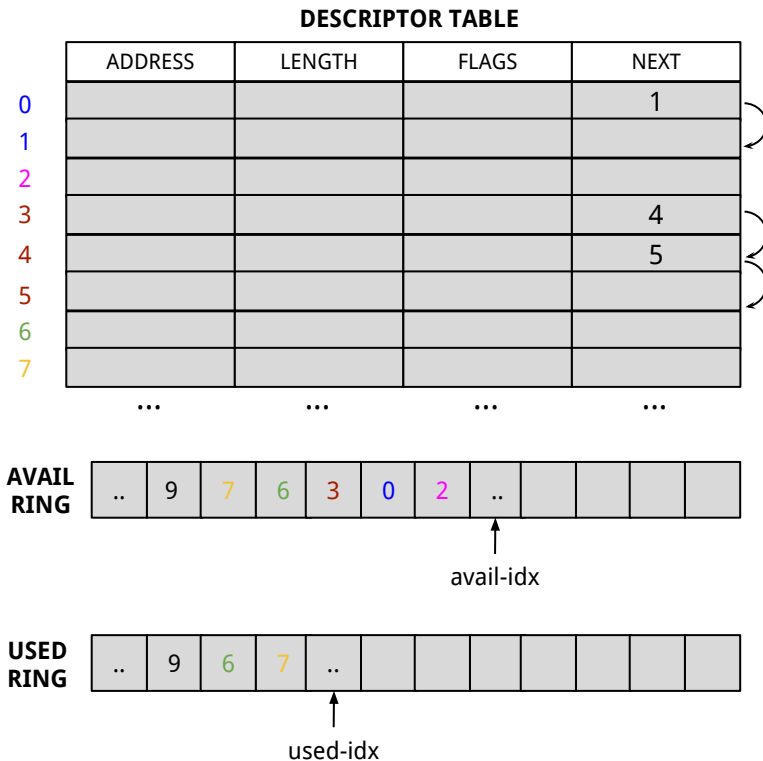 DESCRIPTOR TABLE
ADDRESS LENGTH FLAGS NEXT
0 1
1
2
3 4
4 5
5
6
7
... ... ... ...
AVAIL RING .. 9 7 6 3 0 2 ..
avail-idx
USED RING .. 9 6 7 ..
used-idx